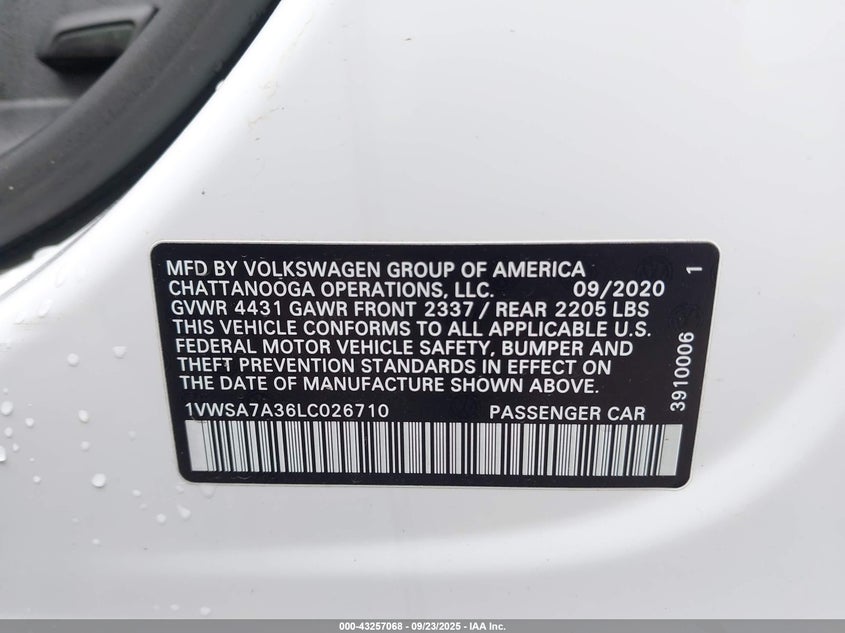 MFD BY VOLKSWAGEN GROUP OF AMERICA
CHATTANOOGA OPERATIONS, LLC. 09/2020
GVWR 4431 GAWR FRONT 2337 / REAR 2205 LBS
THIS VEHICLE CONFORMS TO ALL APPLICABLE U.S.
FEDERAL MOTOR VEHICLE SAFETY, BUMPER AND
THEFT PREVENTION STANDARDS IN EFFECT ON
THE DATE OF MANUFACTURE SHOWN ABOVE.
1VWSA7A36LC026710 PASSENGER CAR
3910006 1
000-43257068 | 09/23/2025 | IAA Inc.